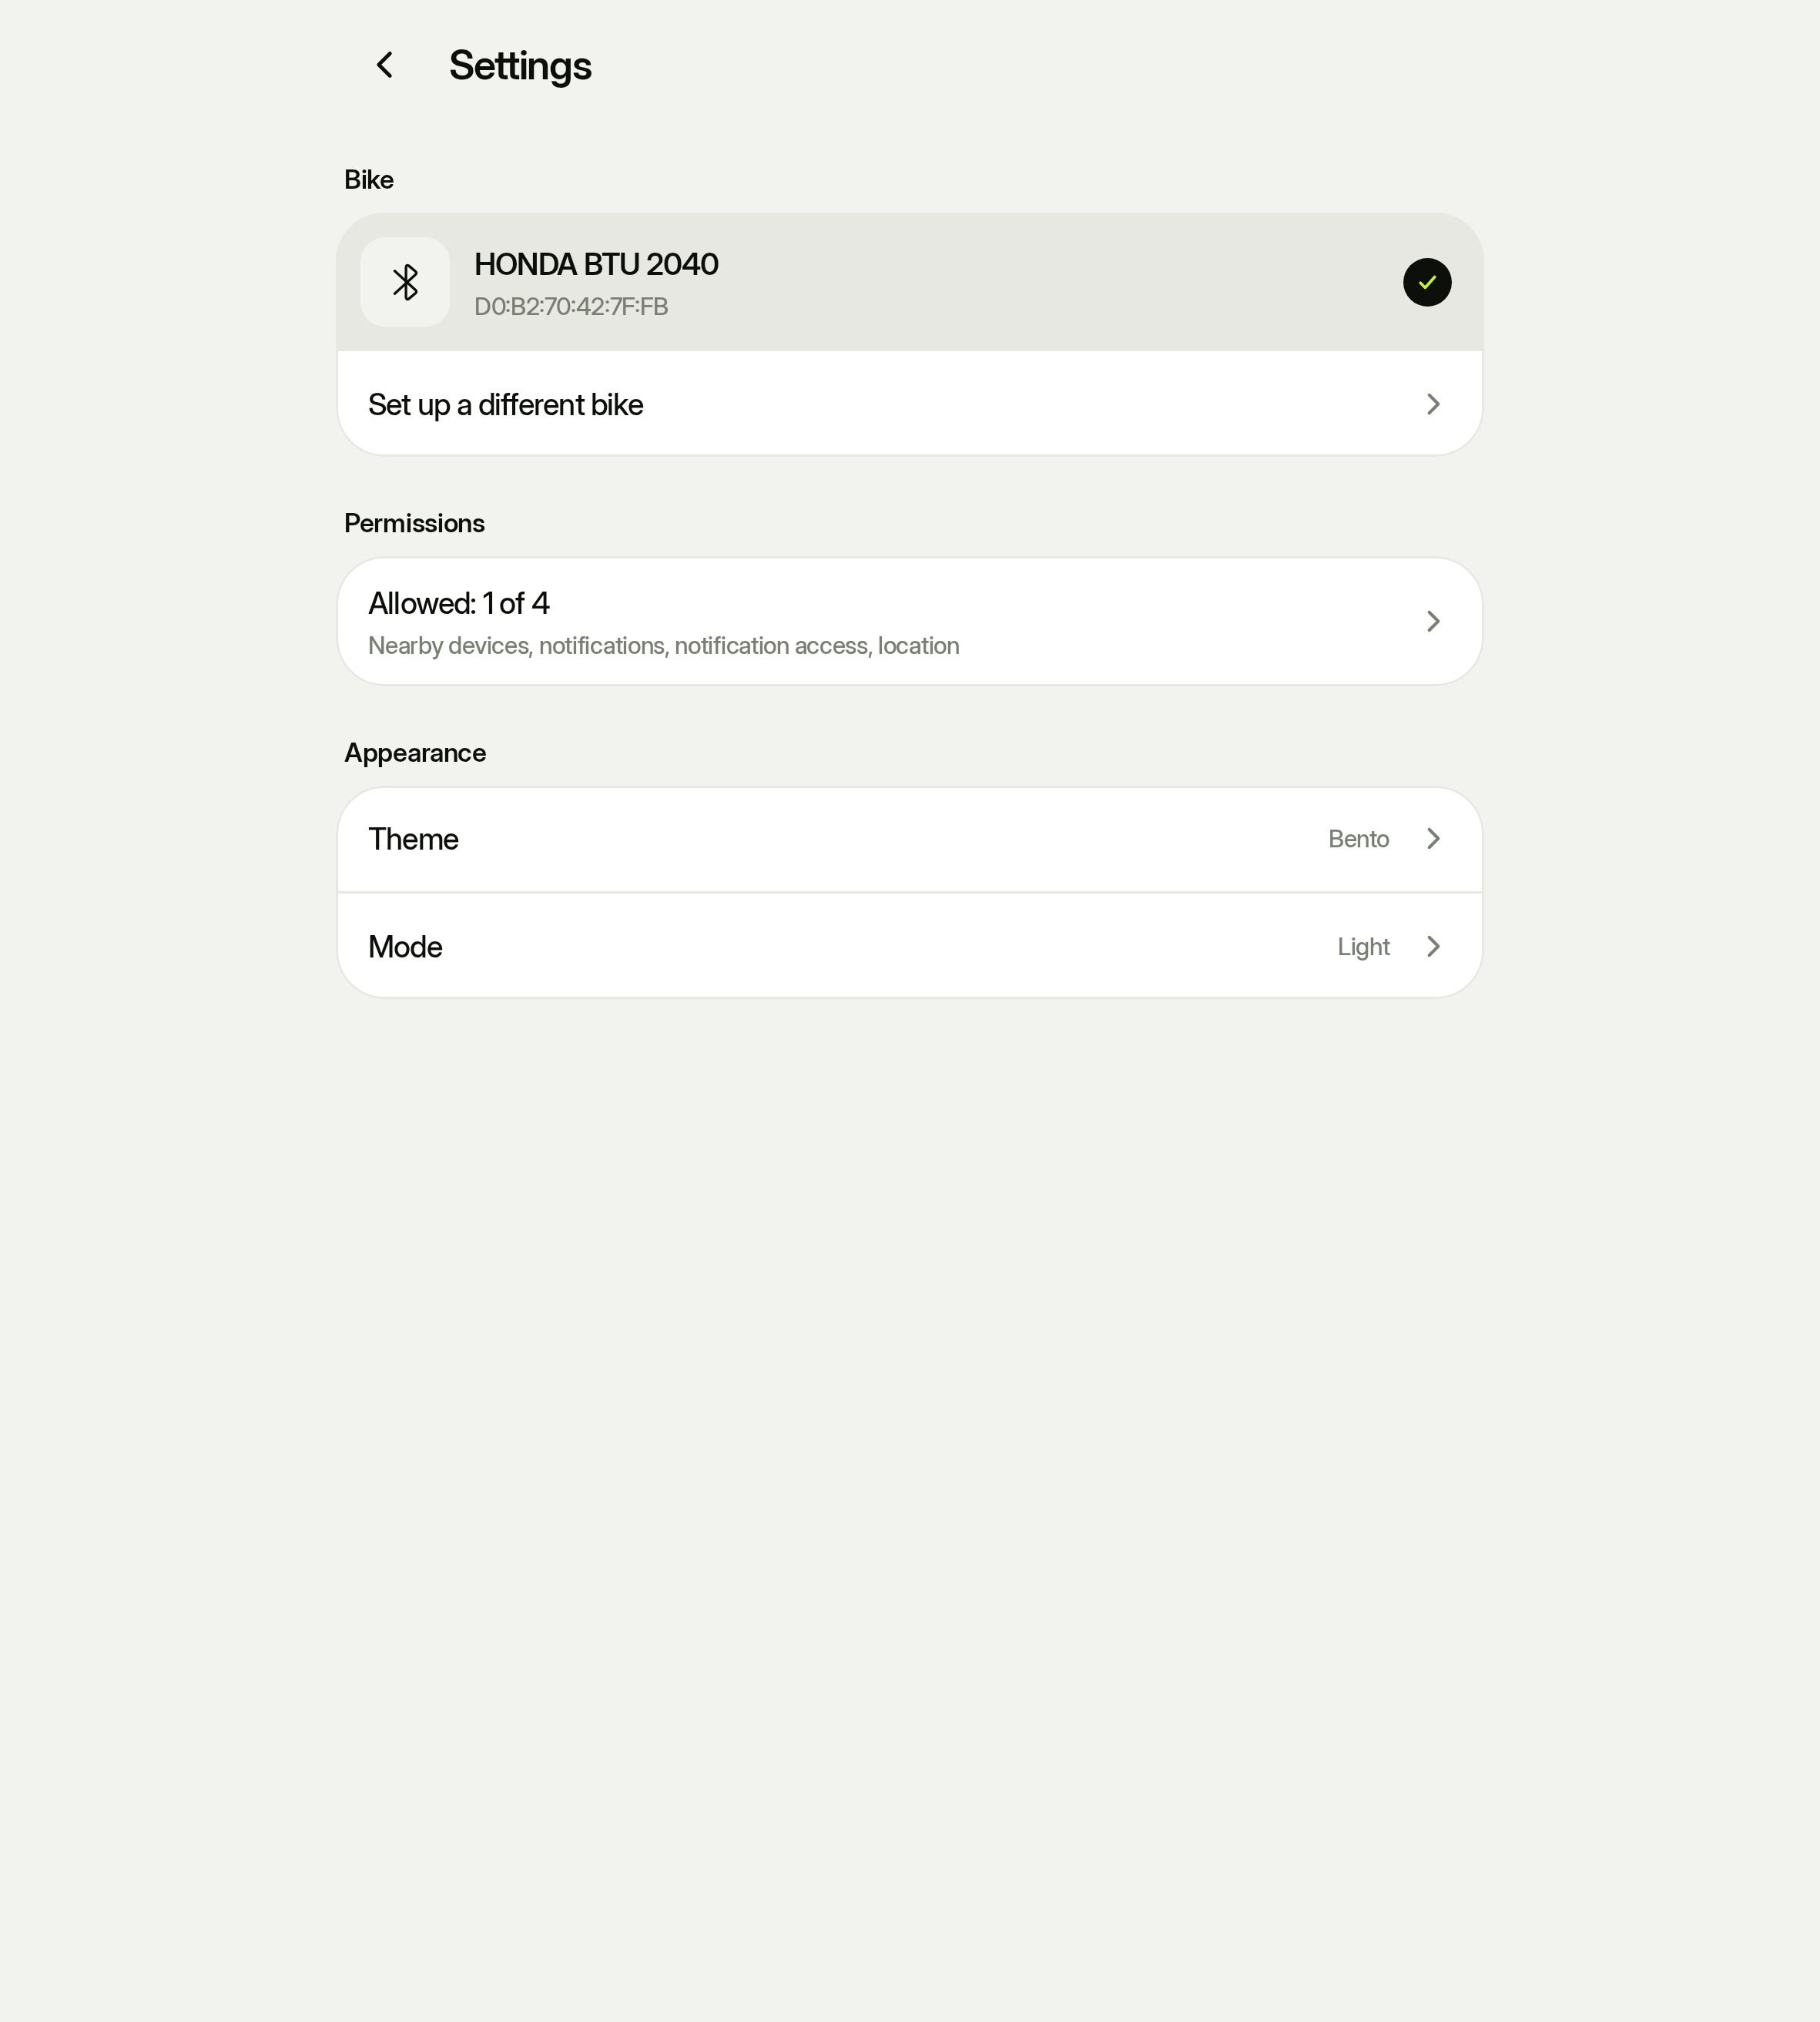 Settings
Bike
HONDA BTU 2040
D0:B2:70:42:7F:FB
Set up a different bike
Permissions
Allowed: 1 of 4
Nearby devices, notifications, notification access, location
Appearance
Theme
Bento
Mode
Light